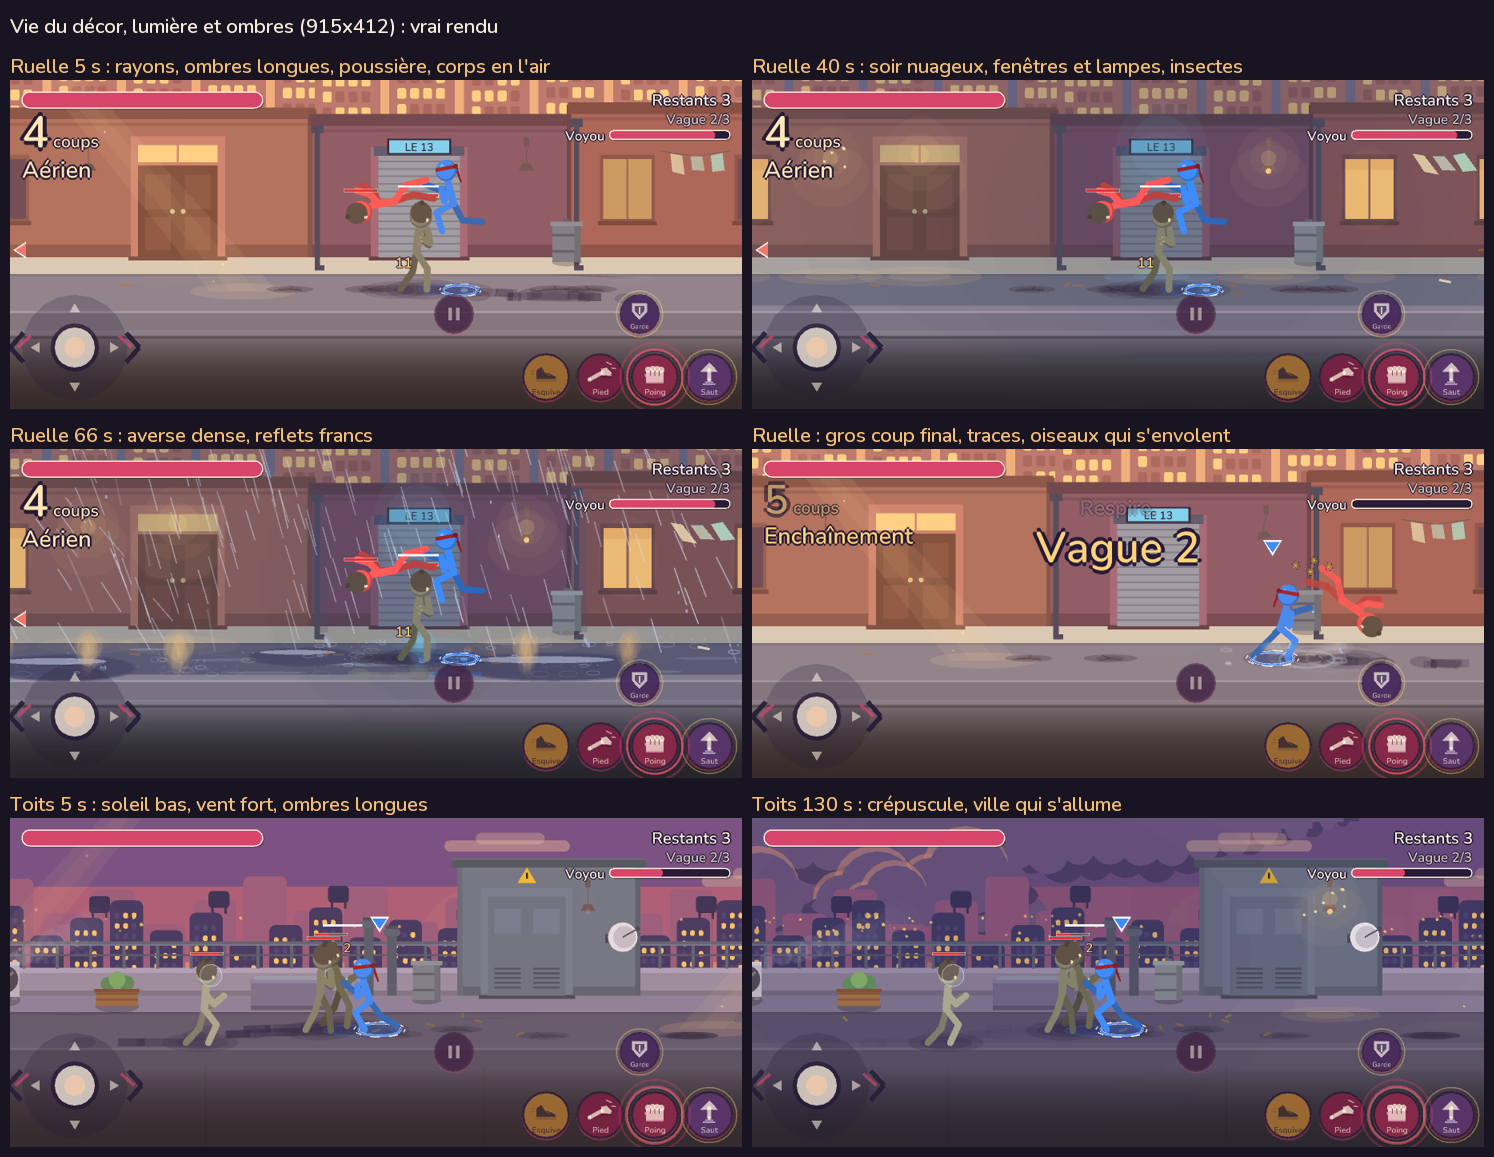 Vie du décor, lumière et ombres (915x412) : vrai rendu
Ruelle 5 s : rayons, ombres longues, poussière, corps en l'air
Restants 3
Vague 2/3
Voyou
4 coups
Aérien
LE 13
11
Garde
Esquive
Pied
Poing
Saut
Ruelle 40 s : soir nuageux, fenêtres et lampes, insectes
Restants 3
Vague 2/3
Voyou
4 coups
Aérien
LE 13
11
Garde
Esquive
Pied
Poing
Saut
Ruelle 66 s : averse dense, reflets francs
Restants 3
Vague 2/3
Voyou
4 coups
Aérien
LE 13
11
Garde
Esquive
Pied
Poing
Saut
Ruelle : gros coup final, traces, oiseaux qui s'envolent
Restants 3
Vague 2/3
Voyou
5 coups
Enchaînement
LE 13
Vague 2
Garde
Esquive
Pied
Poing
Saut
Toits 5 s : soleil bas, vent fort, ombres longues
Restants 3
Vague 2/3
Voyou
2
Garde
Esquive
Pied
Poing
Saut
Toits 130 s : crépuscule, ville qui s'allume
Restants 3
Vague 2/3
Voyou
2
Garde
Esquive
Pied
Poing
Saut